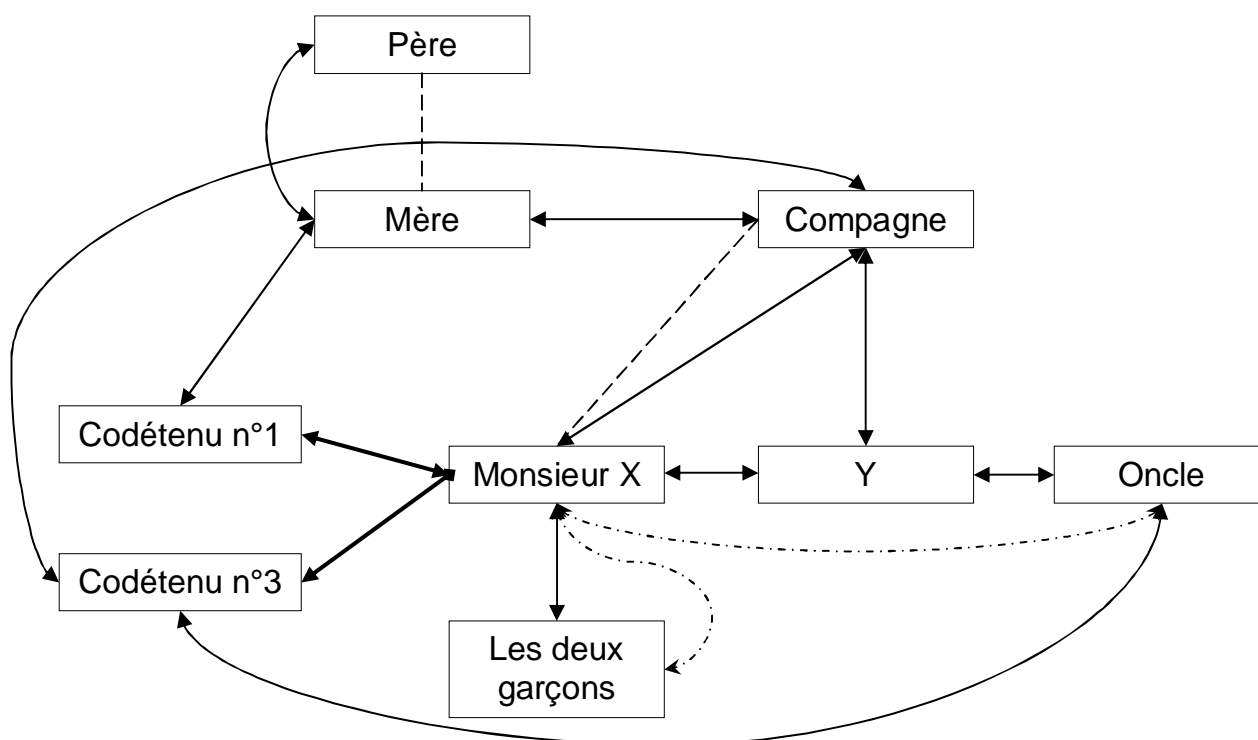 Père
Mère
Compagne
Codétenu n°1
Monsieur X
Y
Oncle
Codétenu n°3
Les deux
garçons